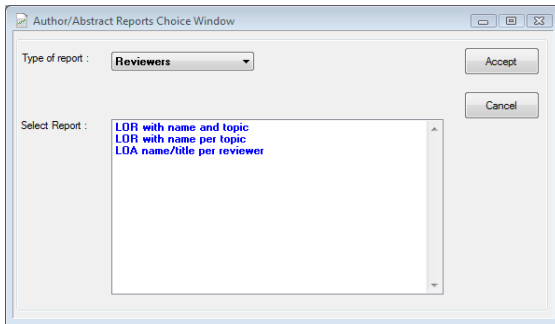 Author/Abstract Reports Choice Window
Type of report :
Reviewers
Accept
Cancel
Select Report :
LOR with name and topic
LOR with name per topic
LOA name/title per reviewer